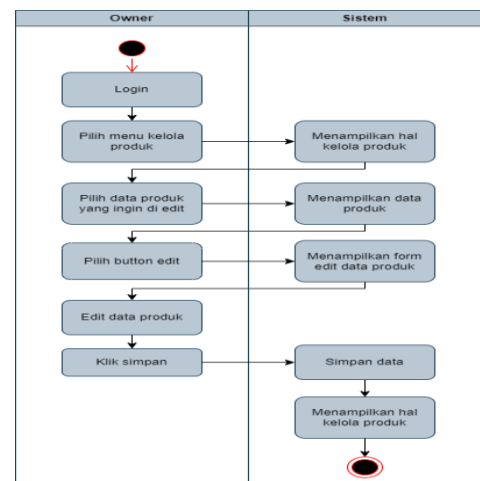 Owner
Sistem
Login
Pilih menu kelola
produk
Menampilkan hal
kelola produk
Pilih data produk
yang ingin di edit
Menampilkan data
produk
Pilih button edit
Menampilkan form
edit data produk
Edit data produk
Klik simpan
Simpan data
Menampilkan hal
kelola produk